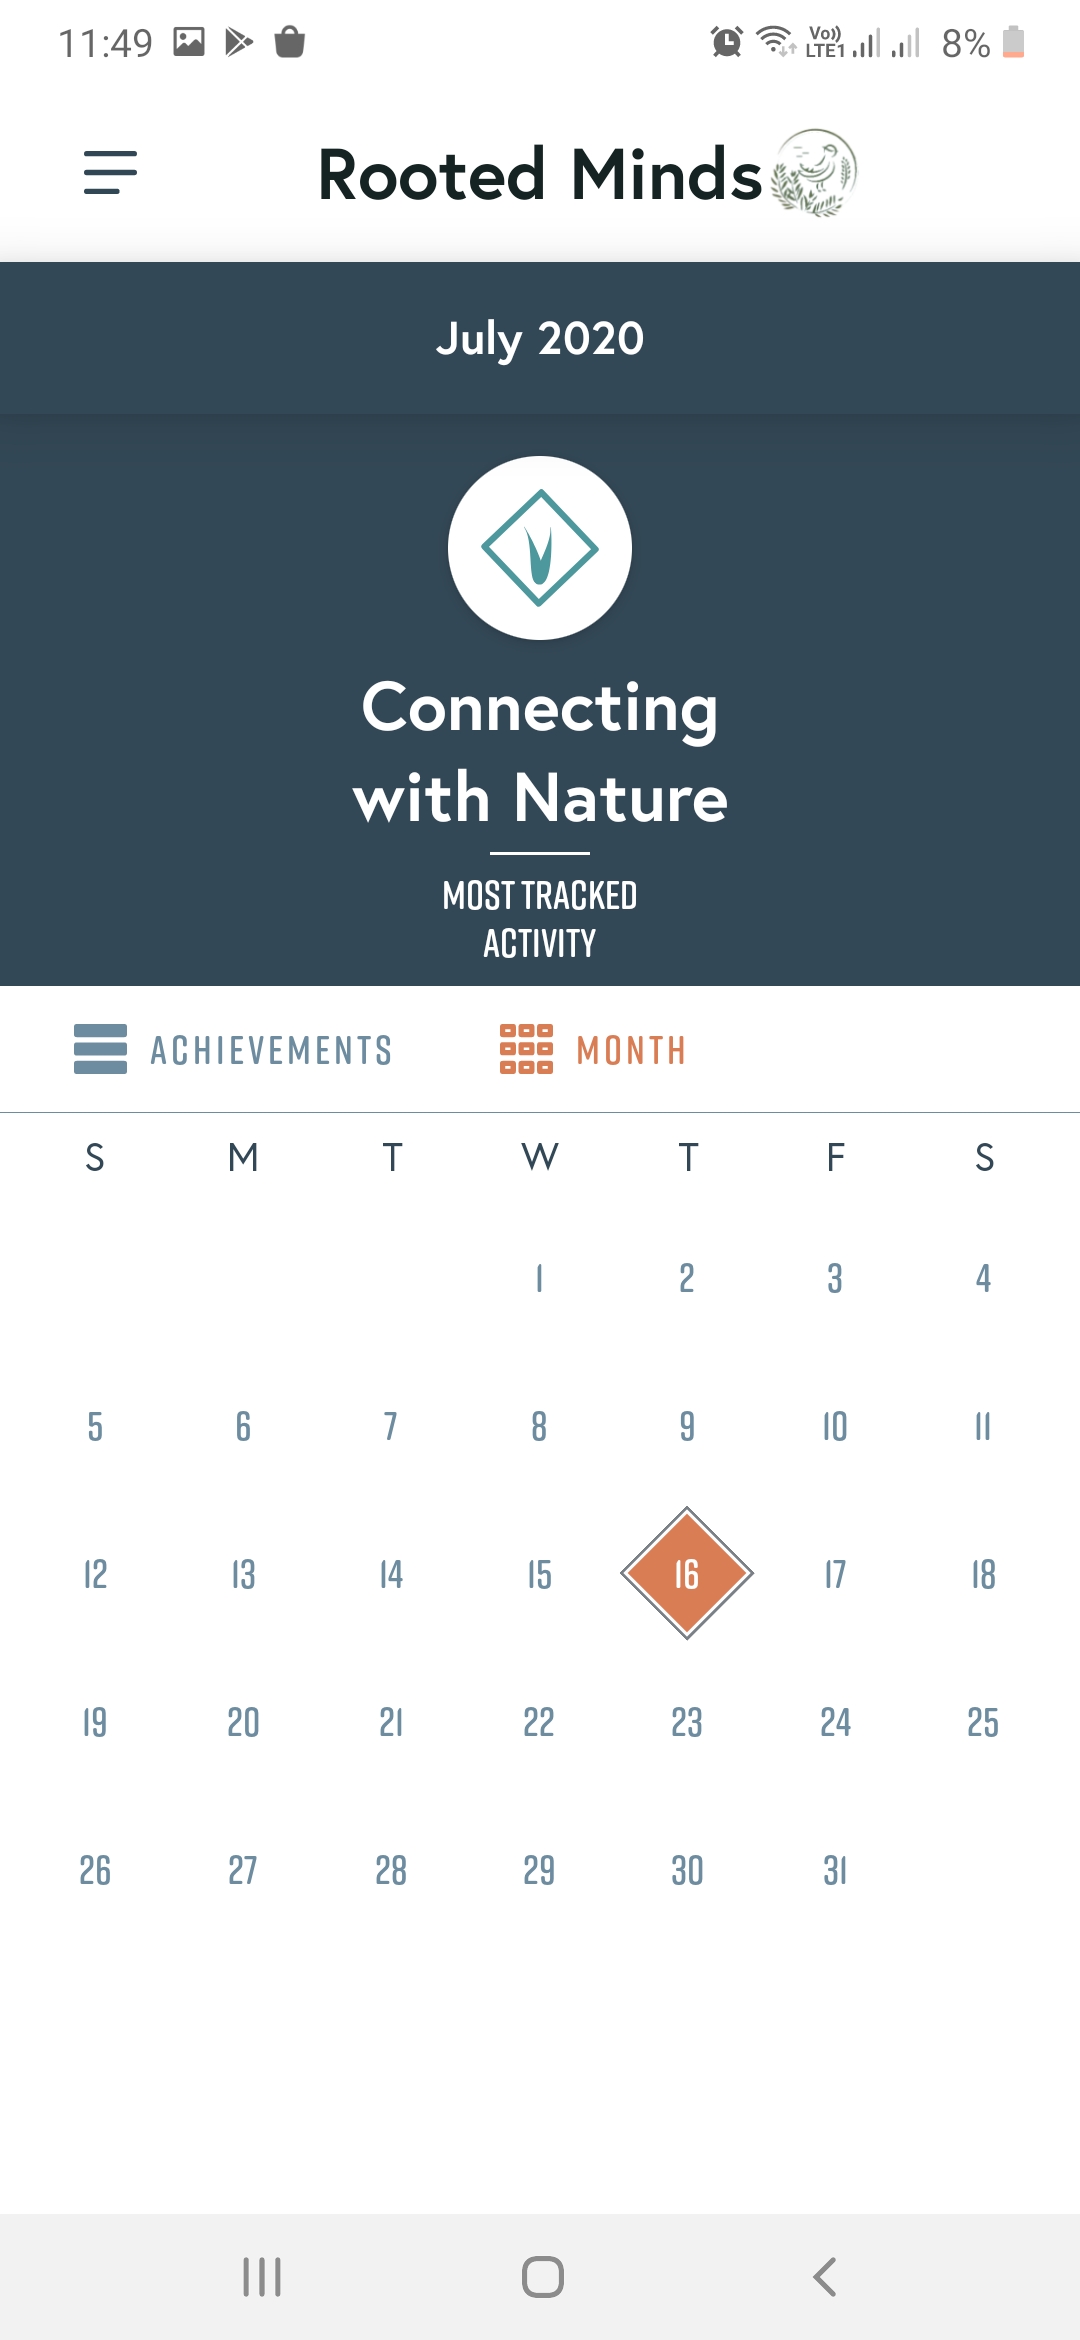 11:49 Vo)) LTE1 8%
Rooted Minds
July 2020
Connecting
with Nature
MOST TRACKED
ACTIVITY
ACHIEVEMENTS MONTH
S M T W T F S
1 2 3 4
5 6 7 8 9 10 11
12 13 14 15 16 17 18
19 20 21 22 23 24 25
26 27 28 29 30 31